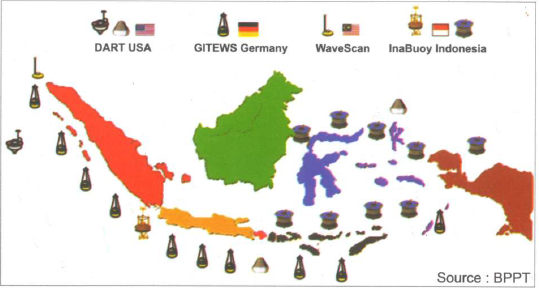 DART USA GITEWS Germany WaveScan InaBuoy Indonesia
Source : BPPT